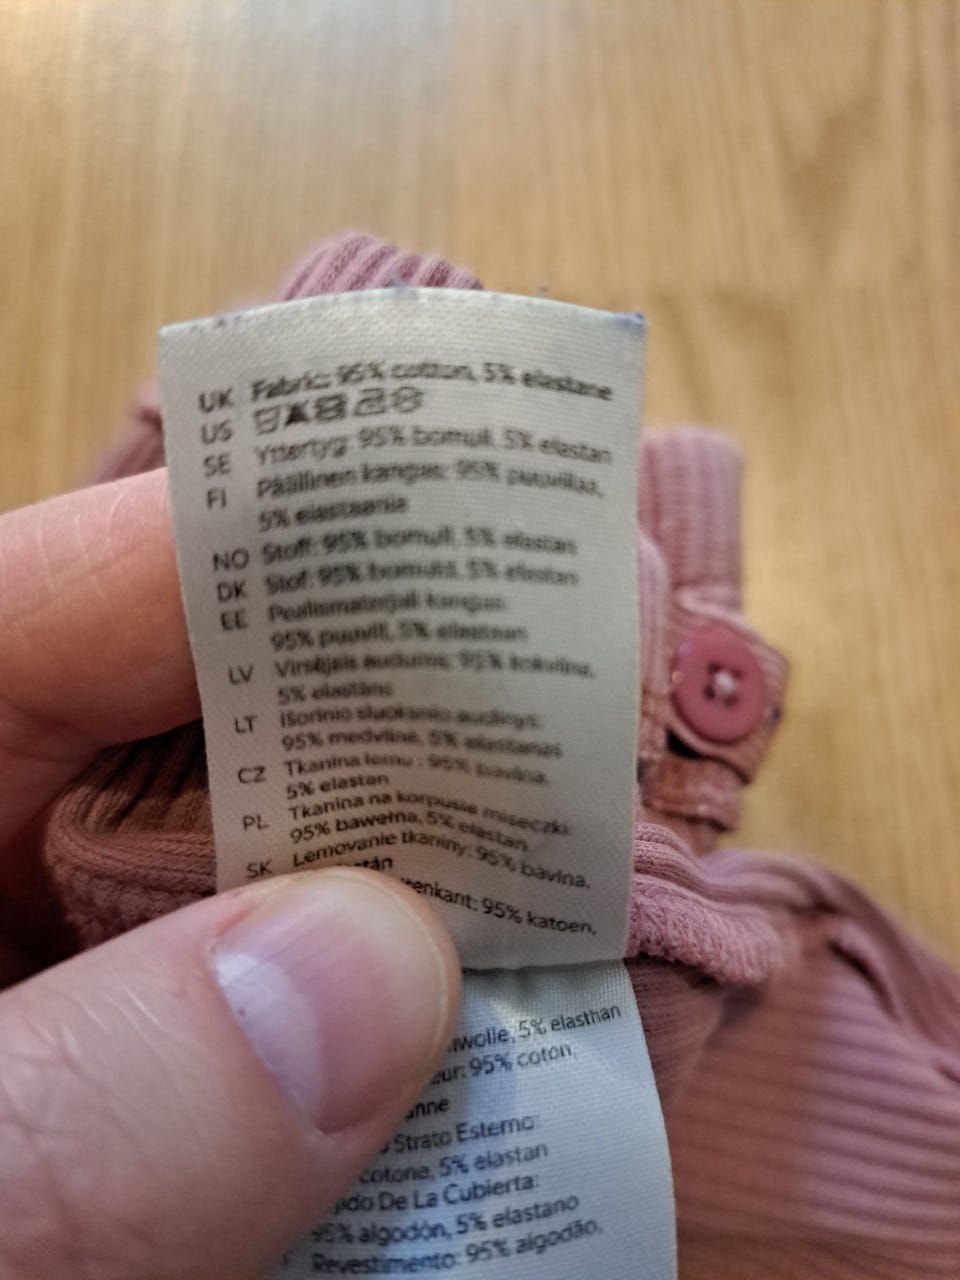 UK Fabric: 95% cotton, 5% elastane
US
SE Yttertyg: 95% bomull, 5% elastan
FI Päällinen kangas: 95% puuvillaa,
5% elastaania
NO Stoff: 95% bomull, 5% elastan
DK Stof: 95% bomuld, 5% elastan
EE Pealismaterjali kangas:
95% puuvill, 5% elastaan
LV Virsējais audums: 95% kokvilna,
5% elastāns
LT Išorinio sluoksnio audinys:
95% medvilnė, 5% elastanas
CZ Tkanina lemu : 95% bavlna,
5% elastan
PL Tkanina na korpusie miseczki:
95% bawełna, 5% elastan
SK Lemovanie tkaniny: 95% bavlna,
95% katoen,
5% elasthan
95% coton,
Strato Esterno:
cotone, 5% elastan
De La Cubierta:
95% algodón, 5% elastano
Revestimento: 95% algodão,